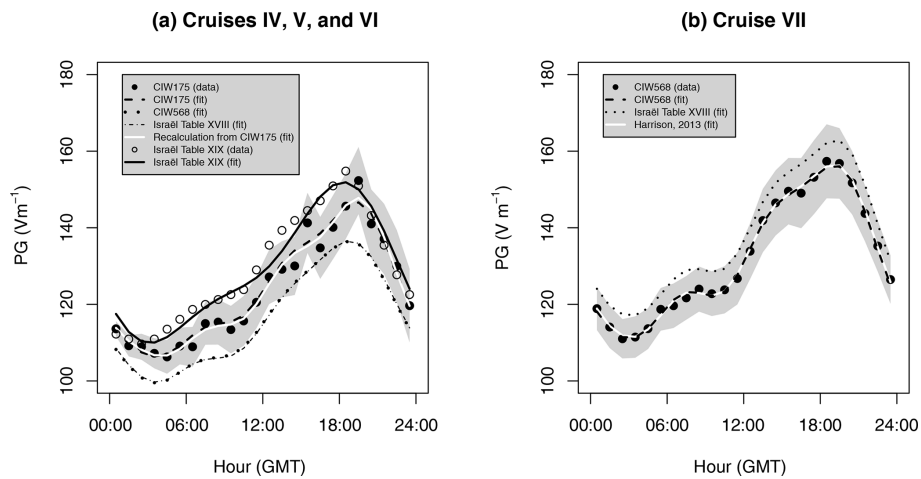 (a) Cruises IV, V, and VI
180
160
140
120
100
PG (Vm−1)
CIW175 (data)
CIW175 (fit)
CIW568 (fit)
Israël Table XVIII (fit)
Recalculation from CIW175 (fit)
Israël Table XIX (data)
Israël Table XIX (fit)
00:00 06:00 12:00 18:00 24:00
Hour (GMT)
(b) Cruise VII
180
160
140
120
100
PG (V m−1)
CIW568 (data)
CIW568 (fit)
Israël Table XVIII (fit)
Harrison, 2013 (fit)
00:00 06:00 12:00 18:00 24:00
Hour (GMT)